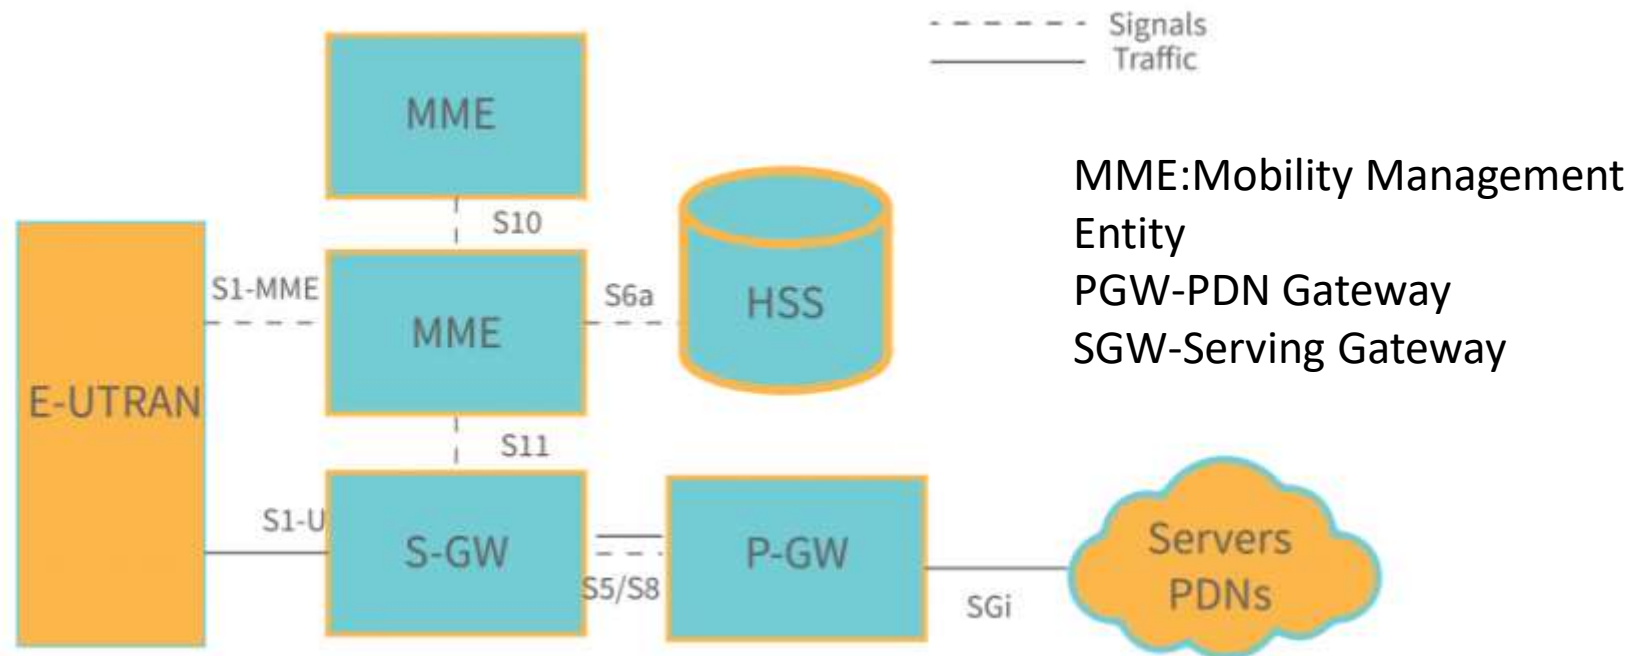 Signals
Traffic
MME
S10
MME:Mobility Management
Entity
PGW-PDN Gateway
SGW-Serving Gateway
S1-MME
MME
S6a
HSS
E-UTRAN
S11
S1-U
S-GW
S5/S8
P-GW
SGi
Servers
PDNs